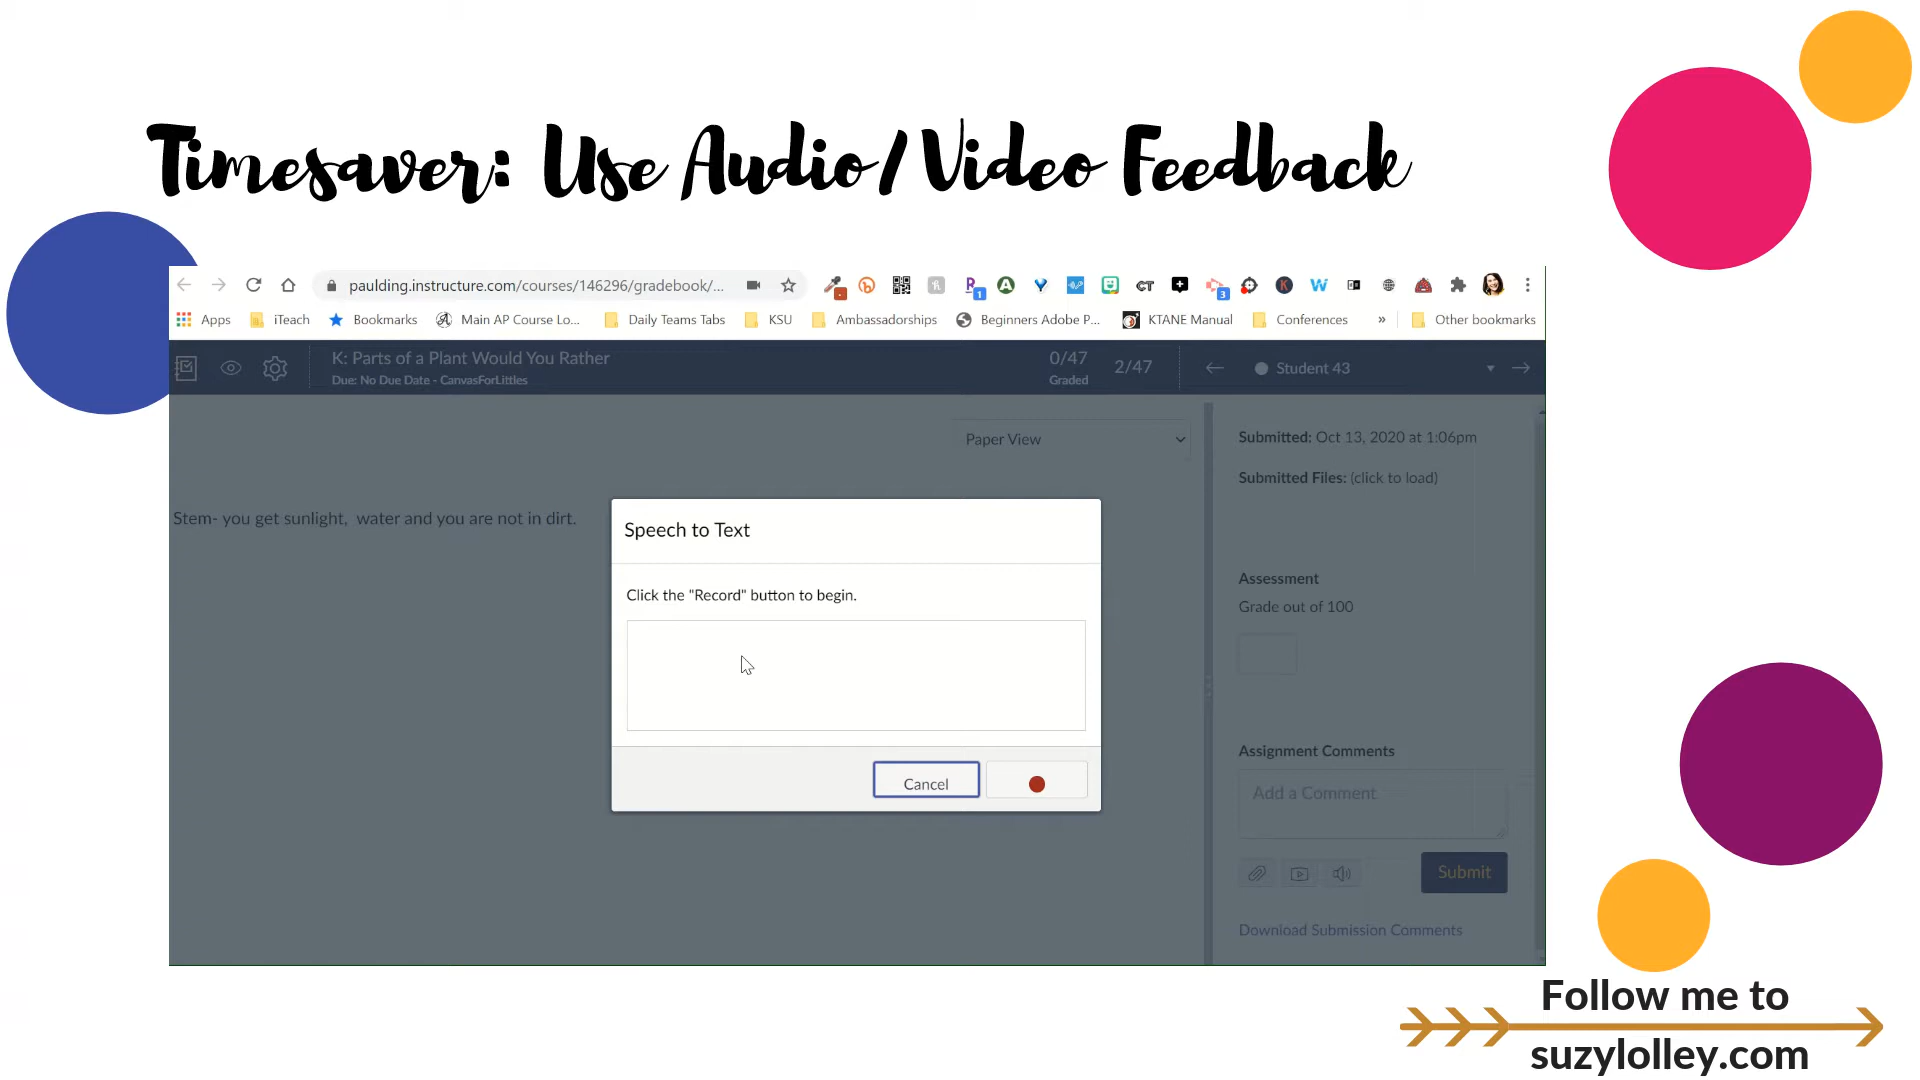 Timesaver: Use Audio/Video Feedback
paulding.instructure.com/courses/146296/gradebook/...
Apps iTeach Bookmarks Main AP Course Lo... Daily Teams Tabs KSU Ambassadorships Beginners Adobe P... KTANE Manual Conferences » Other bookmarks
K: Parts of a Plant Would You Rather
Due: No Due Date - CanvasForLittles
0/47
Graded
2/47
Student 43
Paper View
Stem- you get sunlight, water and you are not in dirt.
Speech to Text
Click the "Record" button to begin.
Cancel
Submitted: Oct 13, 2020 at 1:06pm
Submitted Files: (click to load)
Assessment
Grade out of 100
Assignment Comments
Add a Comment
Submit
Download Submission Comments
Follow me to
suzylolley.com